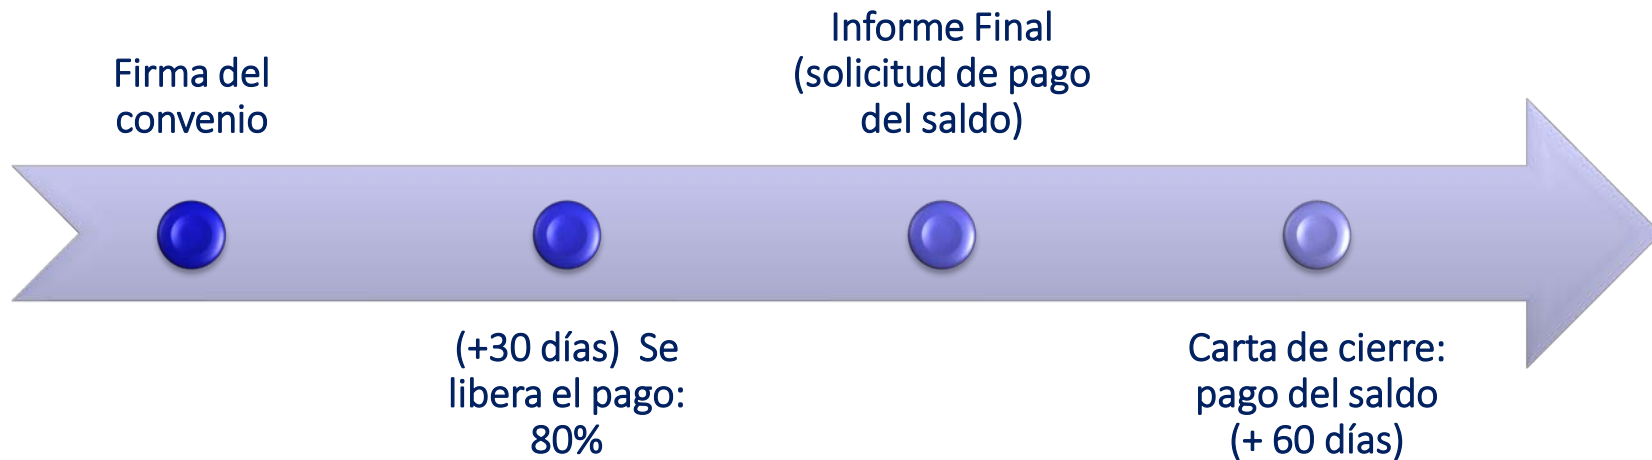 Firma del
convenio
(+30 días)  Se
libera el pago:
80%
Informe Final
(solicitud de pago
del saldo)
Carta de cierre:
pago del saldo
(+ 60 días)